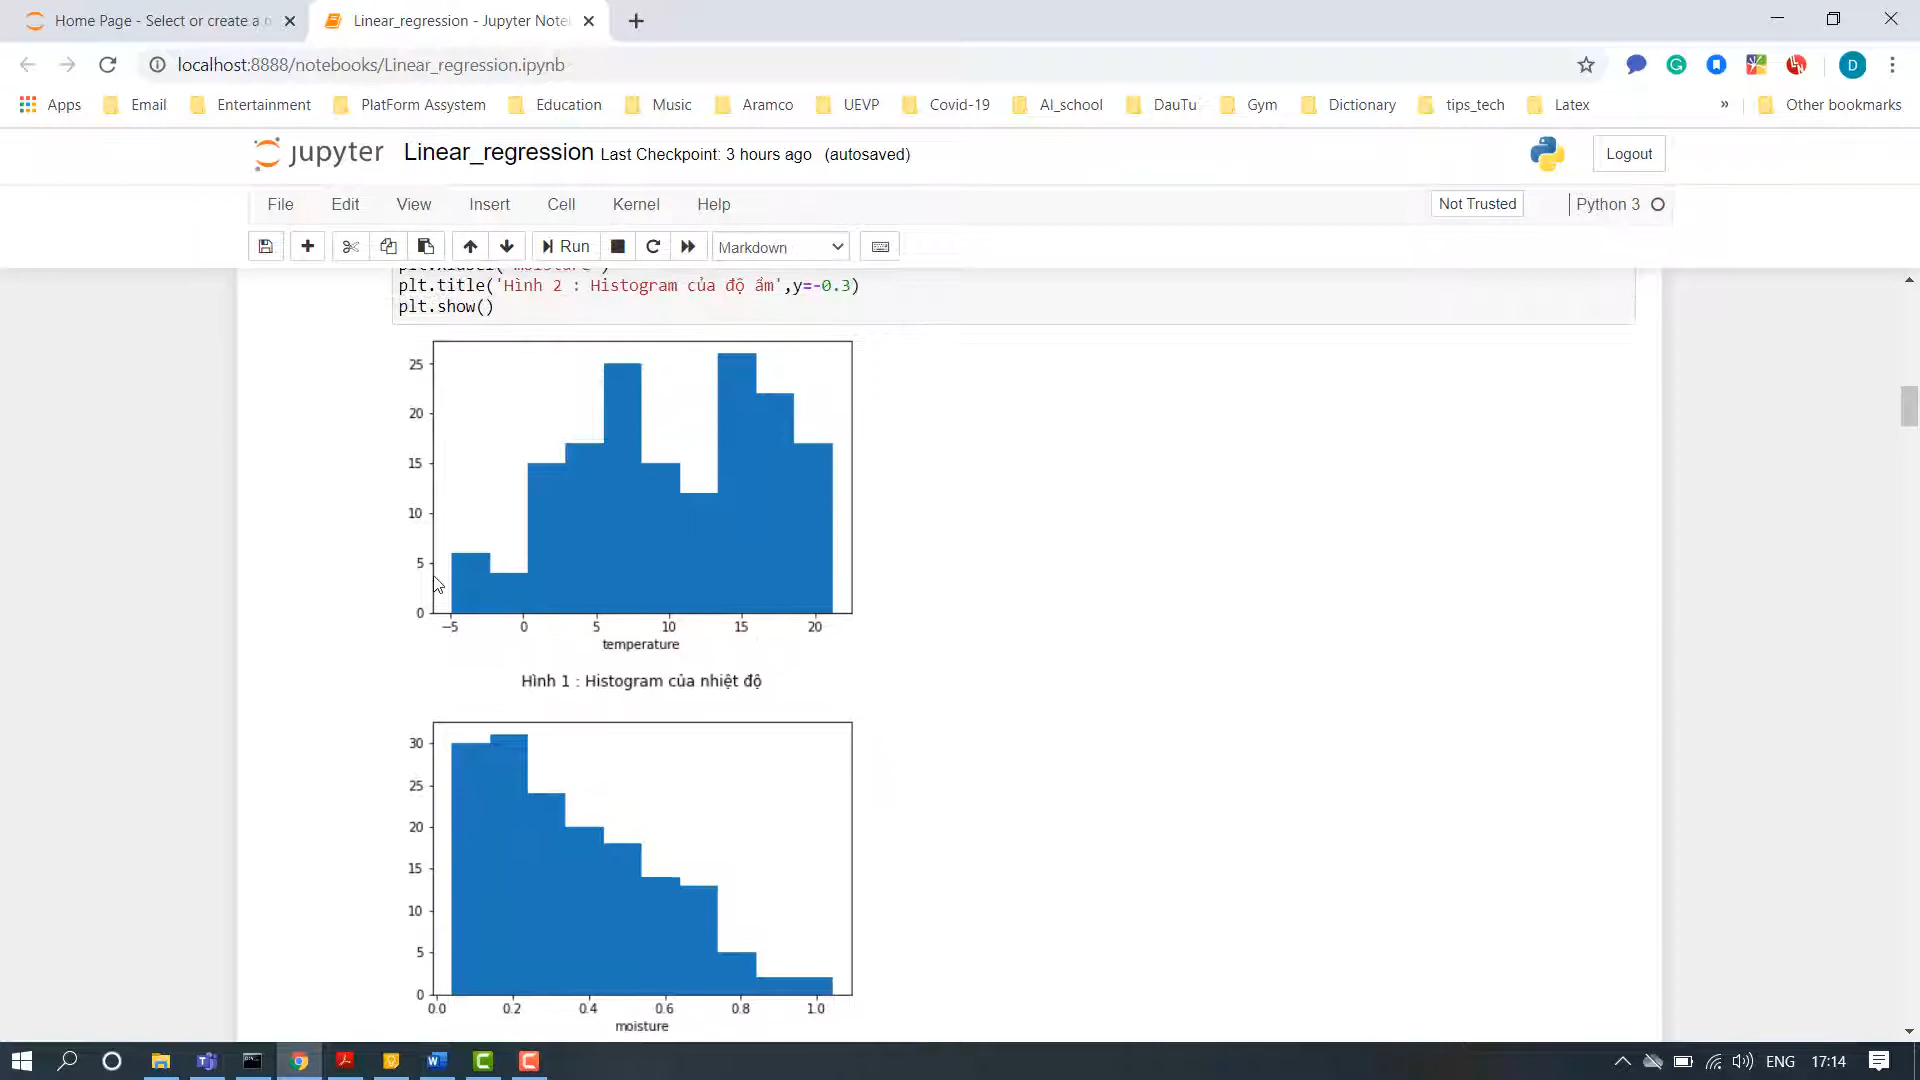 Home Page - Select or create a n
Linear_regression - Jupyter Note
localhost:8888/notebooks/Linear_regression.ipynb
D
Apps Email Entertainment PlatForm Assystem Education Music Aramco UEVP Covid-19 AI_school DauTu Gym Dictionary tips_tech Latex » Other bookmarks
jupyter Linear_regression Last Checkpoint: 3 hours ago (autosaved) Logout
File Edit View Insert Cell Kernel Help Not Trusted Python 3
Run Markdown
plt.title('Hình 2 : Histogram của độ ẩm',y=-0.3)
plt.show()
25
20
15
10
5
0
−5 0 5 10 15 20
temperature
Hình 1 : Histogram của nhiệt độ
30
25
20
15
10
5
0
0.0 0.2 0.4 0.6 0.8 1.0
moisture
ENG 17:14